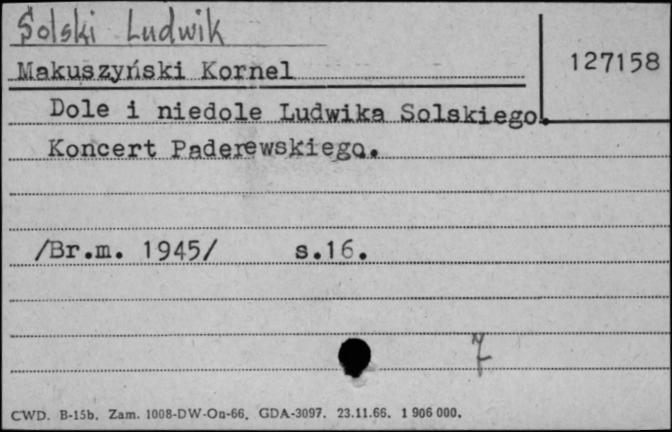 Solski Ludwik
Makuszyński Kornel
127158
Dole i niedole Ludwika Solskiego.
Koncert Paderewskiego.
/Br.m. 1945/ s.16.
7
CWD. B-15b. Zam. 1008-DW-On-66. GDA-3097. 23.11.66. 1 906 000.